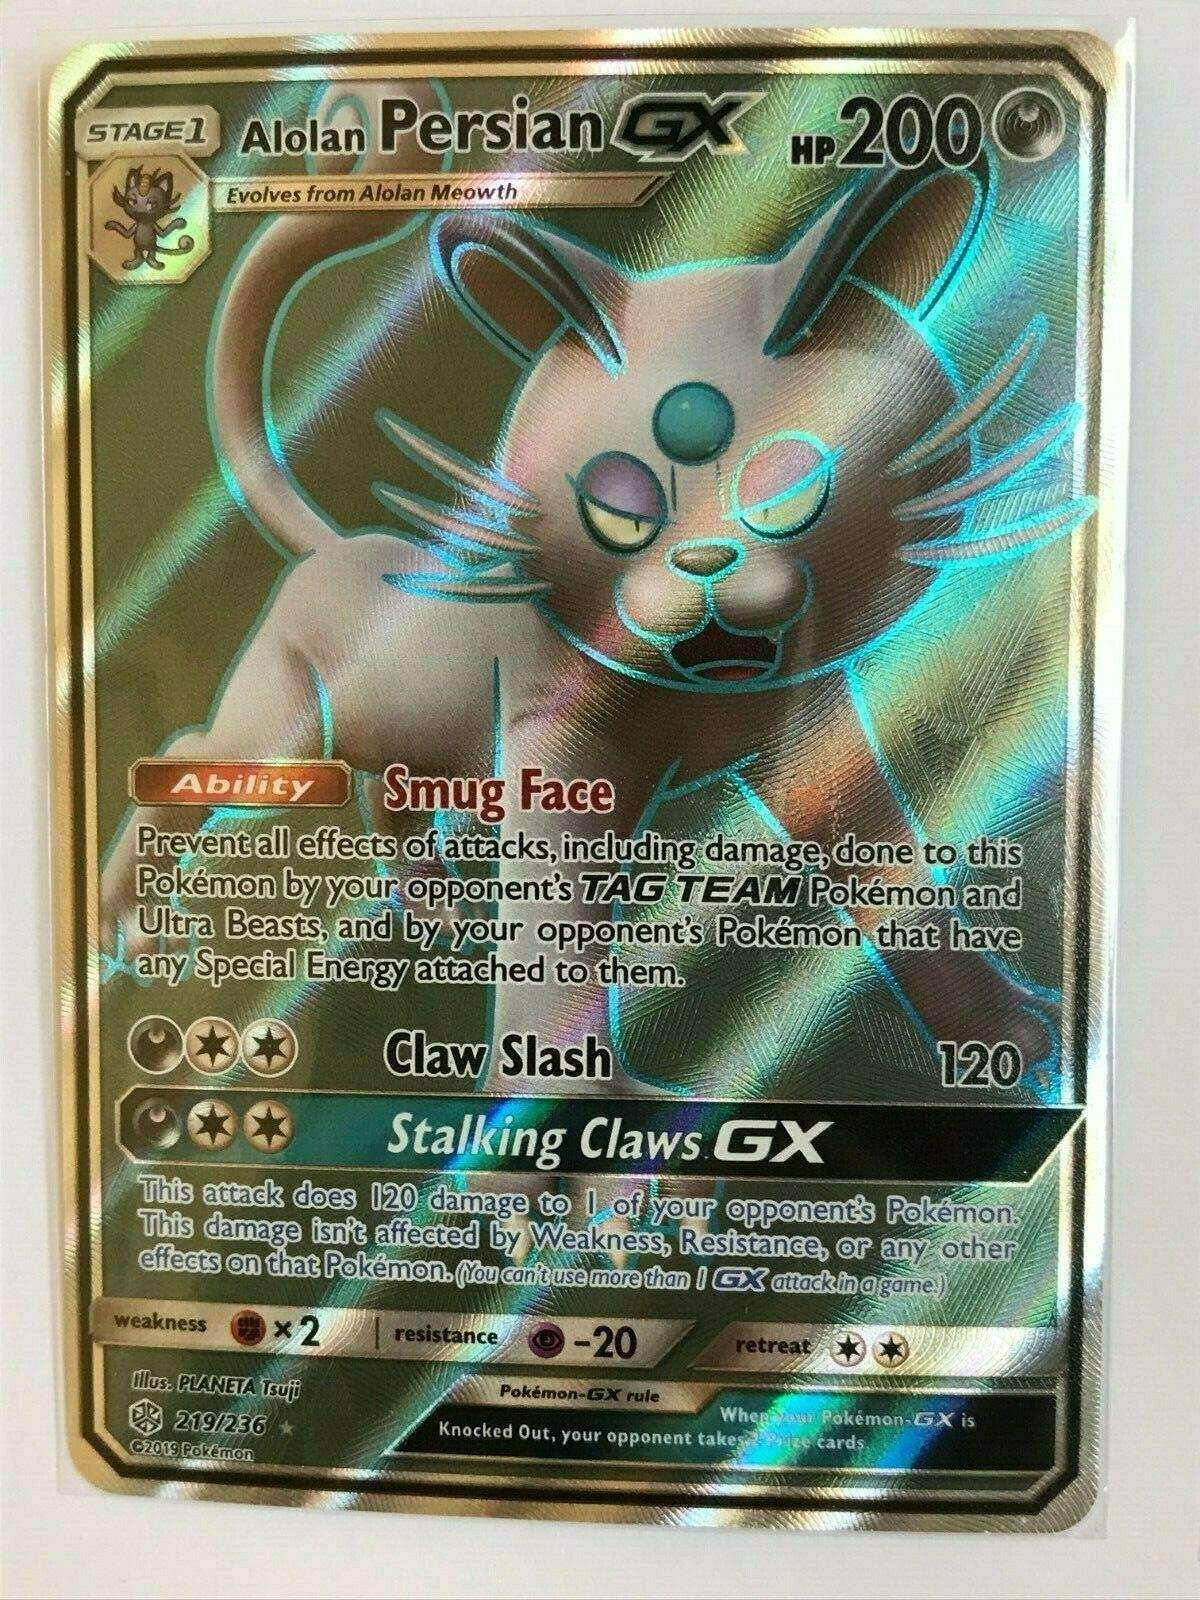 STAGE1 Alolan Persian GX HP 200
Evolves from Alolan Meowth
Ability Smug Face
Prevent all effects of attacks, including damage, done to this
Pokémon by your opponent's TAG TEAM Pokémon and
Ultra Beasts, and by your opponent's Pokémon that have
any Special Energy attached to them.
Claw Slash 120
Stalking Claws GX
This attack does 120 damage to 1 of your opponent's Pokémon.
This damage isn't affected by Weakness, Resistance, or any other
effects on that Pokémon. (You can't use more than 1 GX attack in a game.)
weakness ×2 resistance -20 retreat
Illus. PLANETA Tsuji
219/236
©2019 Pokémon
Pokémon-GX rule
When your Pokémon-GX is
Knocked Out, your opponent takes 2 Prize cards.